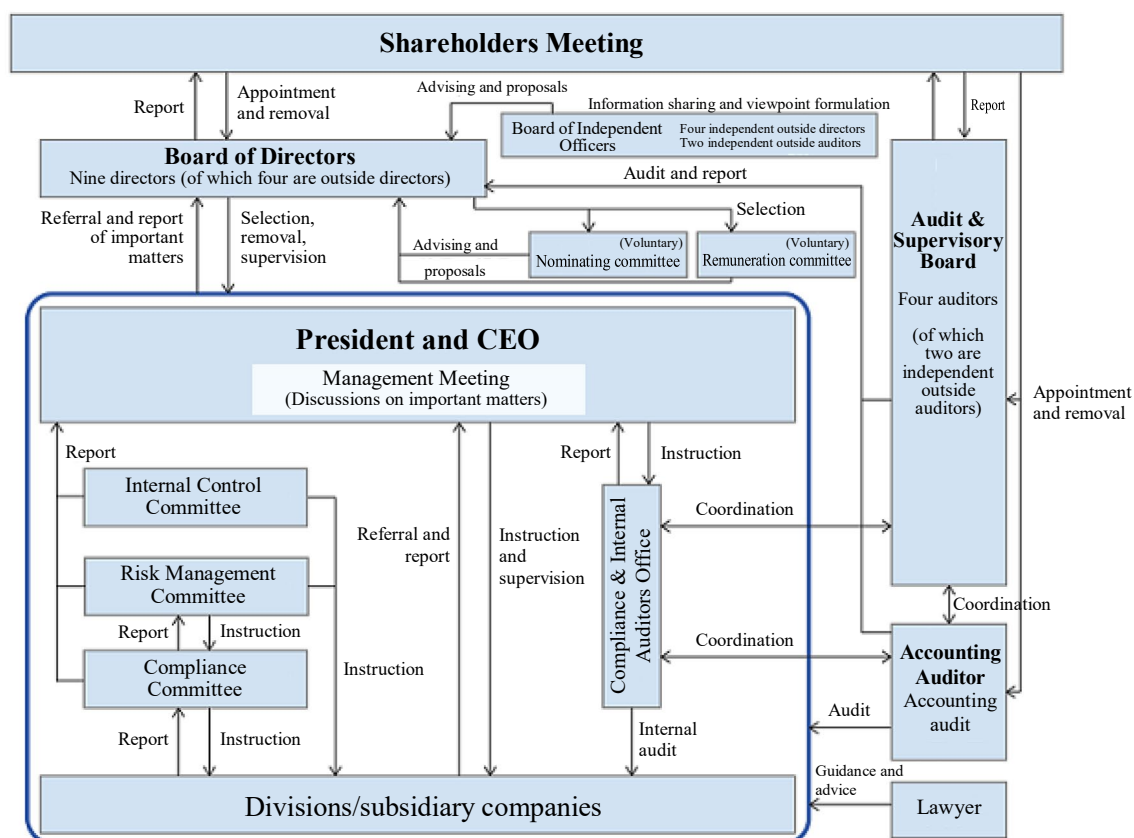 Shareholders Meeting
Report
Appointment
and removal
Advising and proposals
Information sharing and viewpoint formulation
Report
Board of Independent
Officers
Four independent outside directors
Two independent outside auditors
Board of Directors
Nine directors (of which four are outside directors)
Audit and report
Referral and report
of important
matters
Selection,
removal,
supervision
Selection
Advising and
proposals
(Voluntary)
Nominating committee
(Voluntary)
Remuneration committee
Audit &
Supervisory
Board
Four auditors
(of which
two are
independent
outside
auditors)
Appointment
and removal
President and CEO
Management Meeting
(Discussions on important matters)
Report
Internal Control
Committee
Risk Management
Committee
Report
Instruction
Compliance
Committee
Report
Instruction
Instruction
Referral and
report
Instruction
and
supervision
Report
Instruction
Compliance & Internal
Auditors Office
Coordination
Coordination
Coordination
Internal
audit
Accounting
Auditor
Accounting
audit
Audit
Divisions/subsidiary companies
Guidance and
advice
Lawyer